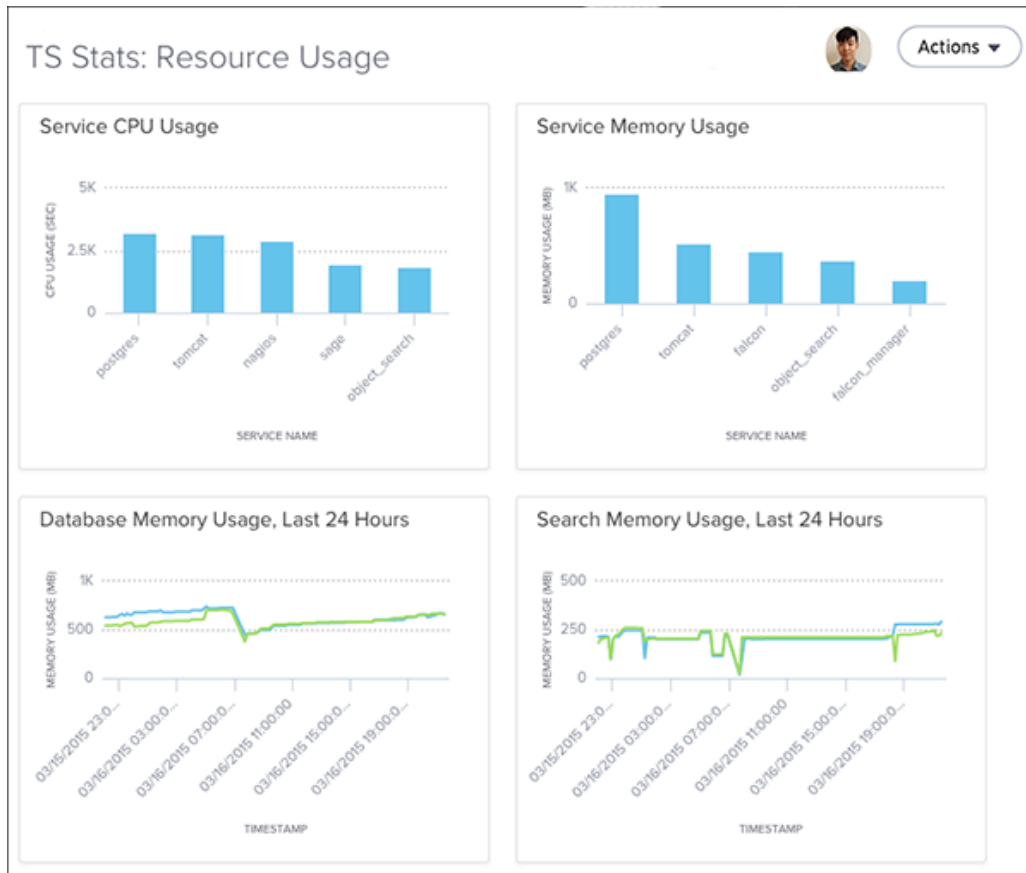 TS Stats: Resource Usage
Actions
Service CPU Usage
CPU USAGE (SEC)
5K
2.5K
0
postgres
tomcat
nagios
sage
object_search
SERVICE NAME
Service Memory Usage
MEMORY USAGE (MB)
1K
0
postgres
tomcat
falcon
object_search
falcon_manager
SERVICE NAME
Database Memory Usage, Last 24 Hours
MEMORY USAGE (MB)
1K
500
0
03/15/2015 23:0...
03/16/2015 03:00:0...
03/16/2015 07:00:0...
03/16/2015 11:00:00
03/16/2015 15:00:0...
03/16/2015 19:00:0...
TIMESTAMP
Search Memory Usage, Last 24 Hours
MEMORY USAGE (MB)
500
250
0
03/15/2015 23:0...
03/16/2015 03:00:0...
03/16/2015 07:00:0...
03/16/2015 11:00:00
03/16/2015 15:00:0...
03/16/2015 19:00:0...
TIMESTAMP